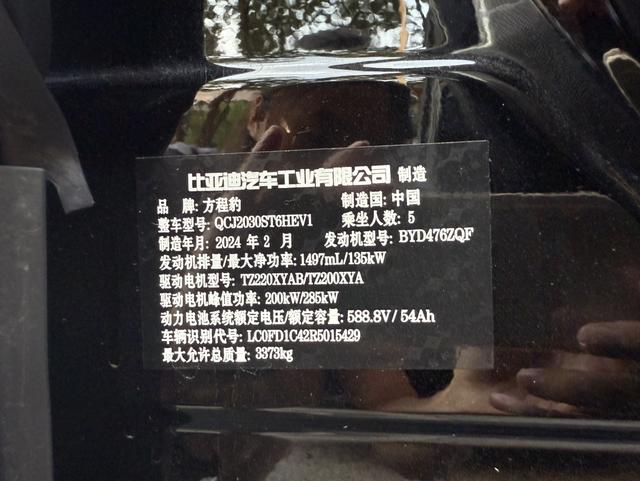 比亚迪汽车工业有限公司 制造
品 牌: 方程豹 制造国: 中国
整车型号: QCJ2030ST6HEV1 乘坐人数: 5
制造年月: 2024 年 2 月 发动机型号: BYD476ZQF
发动机排量/最大净功率: 1497mL/135kW
驱动电机型号: TZ220XYAB/TZ200XYA
驱动电机峰值功率: 200kW/285kW
动力电池系统额定电压/额定容量: 588.8V/ 54Ah
车辆识别代号: LC0FD1C42R5015429
最大允许总质量: 3373kg